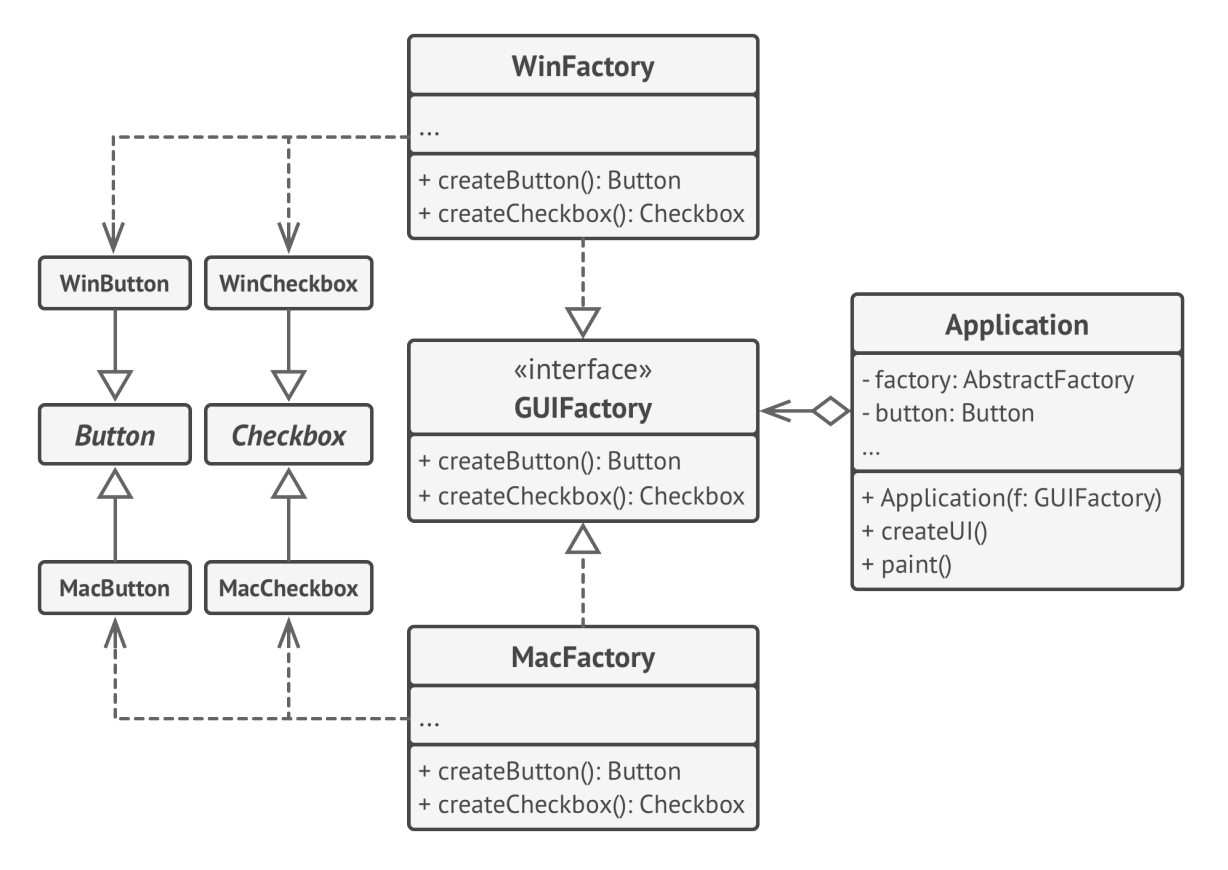 WinFactory
...
+ createButton(): Button
+ createCheckbox(): Checkbox
WinButton
WinCheckbox
Button
Checkbox
MacButton
MacCheckbox
«interface»
GUIFactory
+ createButton(): Button
+ createCheckbox(): Checkbox
Application
- factory: AbstractFactory
- button: Button
...
+ Application(f: GUIFactory)
+ createUI()
+ paint()
MacFactory
...
+ createButton(): Button
+ createCheckbox(): Checkbox